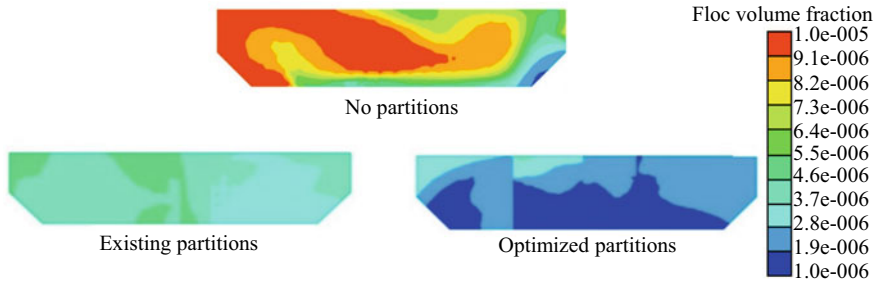 Floc volume fraction
1.0e-005
9.1e-006
8.2e-006
7.3e-006
6.4e-006
5.5e-006
4.6e-006
3.7e-006
2.8e-006
1.9e-006
1.0e-006
No partitions
Existing partitions
Optimized partitions